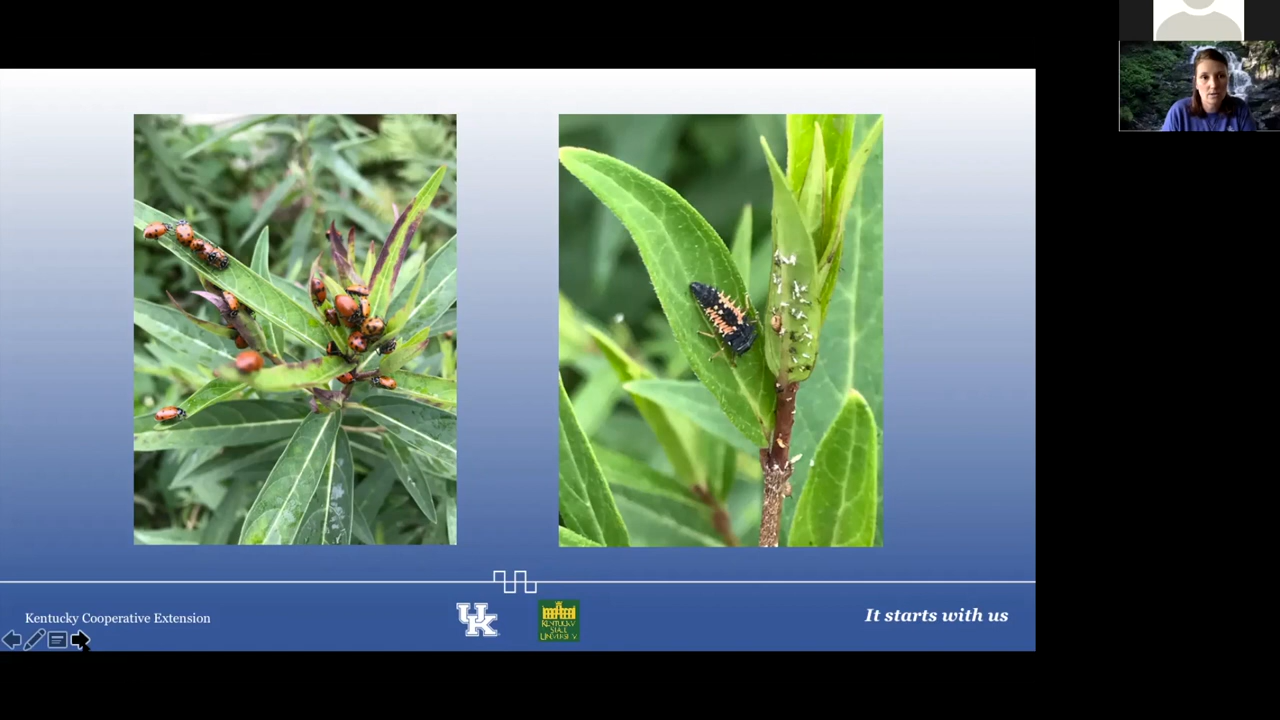 Kentucky Cooperative Extension
UK
KENTUCKY
STATE
UNIVERSITY
It starts with us